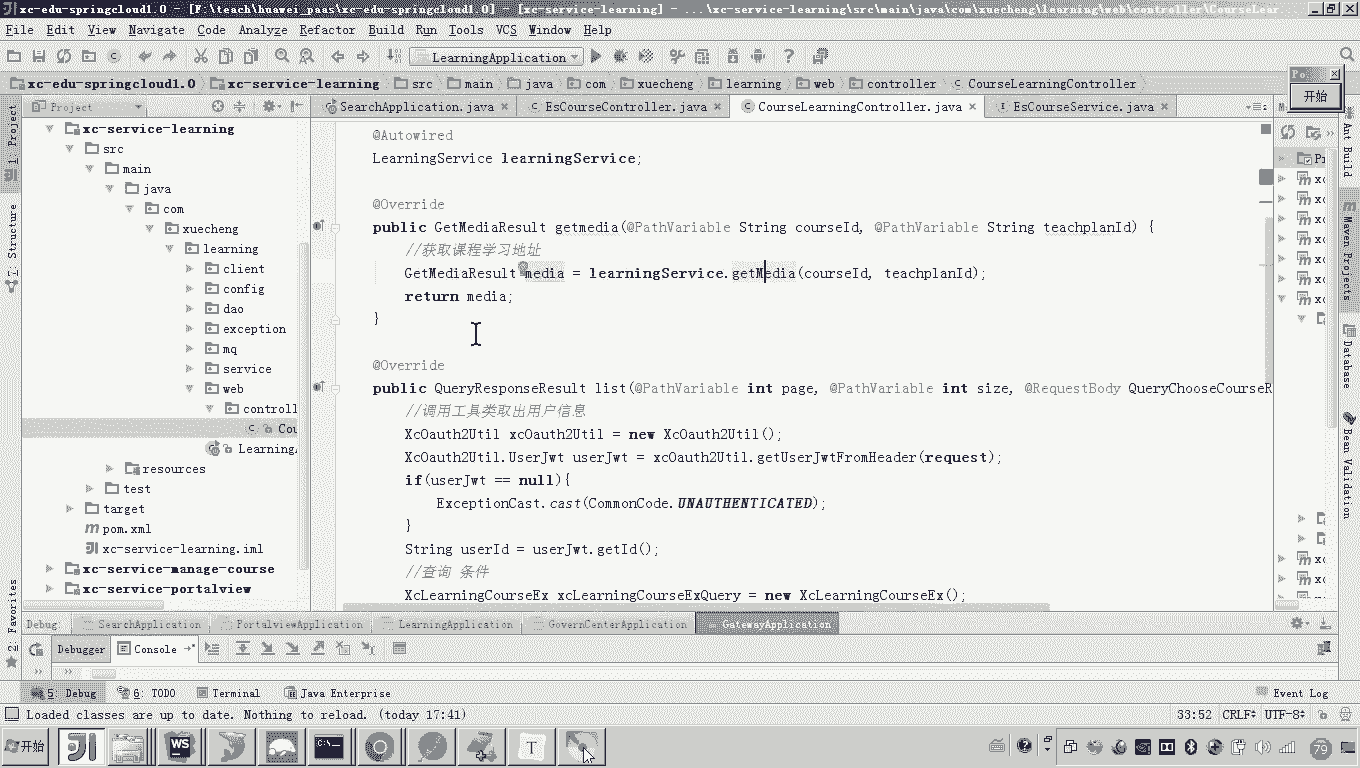 xc-edu-springcloud1.0 - [F:\teach\huawei_paas\xc-edu-springcloud1.0] - [xc-service-learning] - ...\xc-service-learning\src\main\java\com\xuecheng\learning\web\controller\CourseLear
File Edit View Navigate Code Analyze Refactor Build Run Tools VCS Window Help
LearningApplication
xc-edu-springcloud1.0 xc-service-learning src main java com xuecheng learning web controller CourseLearningController
开始
Project SearchApplication.java EsCourseController.java CourseLearningController.java EsCourseService.java
1: Project
7: Structure
2: Favorites
xc-service-learning
src
main
java
com
xuecheng
learning
client
config
dao
exception
mq
service
web
controll
Cou
Learning
resources
test
target
pom.xml
xc-service-learning.iml
xc-service-manage-course
xc-service-portalview
@Autowired
LearningService learningService;
@Override
public GetMediaResult getmedia(@PathVariable String courseId, @PathVariable String teachplanId) {
//获取课程学习地址
GetMediaResult media = learningService.getMedia(courseId, teachplanId);
return media;
}
@Override
public QueryResponseResult list(@PathVariable int page, @PathVariable int size, @RequestBody QueryChooseCourseR
//调用工具类取出用户信息
XcOauth2Util xcOauth2Util = new XcOauth2Util();
XcOauth2Util.UserJwt userJwt = xcOauth2Util.getUserJwtFromHeader(request);
if(userJwt == null){
ExceptionCast.cast(CommonCode.UNAUTHENTICATED);
}
String userId = userJwt.getId();
//查询 条件
XcLearningCourseEx xcLearningCourseExQuery = new XcLearningCourseEx();
Ant Build
Maven Projects
Database
Bean Validation
Debug: SearchApplication PortalviewApplication LearningApplication GovernCenterApplication GatewayApplication
Debugger Console
5: Debug 6: TODO Terminal Java Enterprise Event Log
Loaded classes are up to date. Nothing to reload. (today 17:41) 33:52 CRLF UTF-8
开始 WS T 79